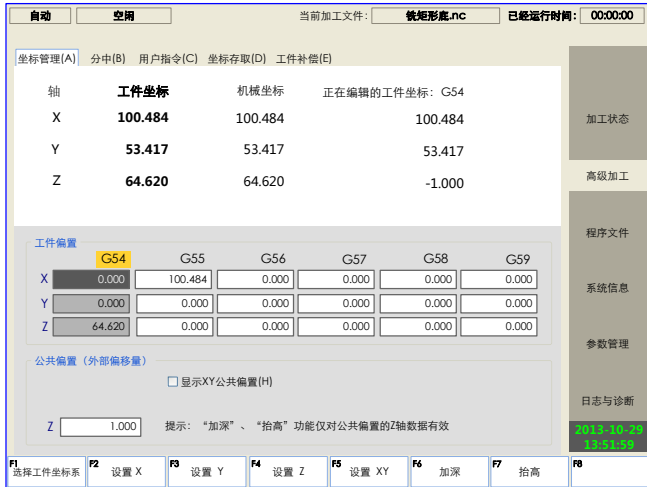 自动 空闲 当前加工文件： 铣矩形底.nc 已经运行时间： 00:00:00
坐标管理(A) 分中(B) 用户指令(C) 坐标存取(D) 工件补偿(E)
轴 工件坐标 机械坐标 正在编辑的工件坐标：G54
X 100.484 100.484 100.484
Y 53.417 53.417 53.417
Z 64.620 64.620 -1.000
加工状态
高级加工
程序文件
系统信息
参数管理
日志与诊断
2013-10-29
13:51:59
工件偏置
G54 G55 G56 G57 G58 G59
X 0.000 100.484 0.000 0.000 0.000 0.000
Y 0.000 0.000 0.000 0.000 0.000 0.000
Z 64.620 0.000 0.000 0.000 0.000 0.000
公共偏置（外部偏移量）
显示XY公共偏置(H)
Z 1.000 提示：“加深”、“抬高”功能仅对公共偏置的Z轴数据有效
F1 选择工件坐标系 F2 设置 X F3 设置 Y F4 设置 Z F5 设置 XY F6 加深 F7 抬高 F8